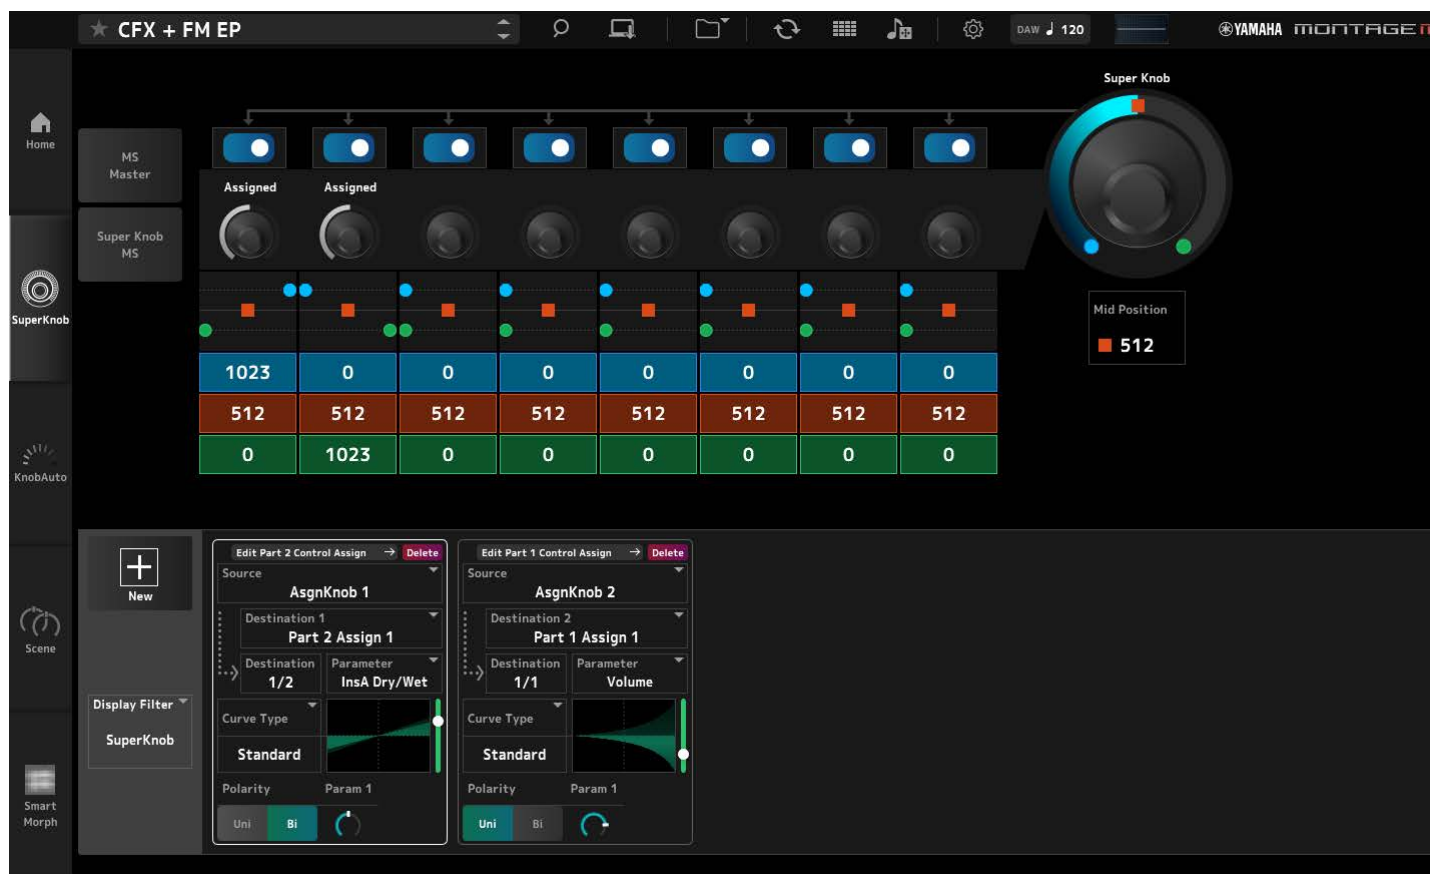 CFX + FM EP
DAW ♩ 120
YAMAHA MONTAGE
Super Knob
Home
MS
Master
Assigned Assigned
Super Knob
MS
SuperKnob
Mid Position
512
1023 0 0 0 0 0 0 0
512 512 512 512 512 512 512 512
0 1023 0 0 0 0 0 0
KnobAuto
New
Scene
Display Filter
SuperKnob
Smart
Morph
Edit Part 2 Control Assign → Delete
Source
AsgnKnob 1
Destination 1
Part 2 Assign 1
Destination Parameter
1/2 InsA Dry/Wet
Curve Type
Standard
Polarity Param 1
Uni Bi
Edit Part 1 Control Assign → Delete
Source
AsgnKnob 2
Destination 2
Part 1 Assign 1
Destination Parameter
1/1 Volume
Curve Type
Standard
Polarity Param 1
Uni Bi